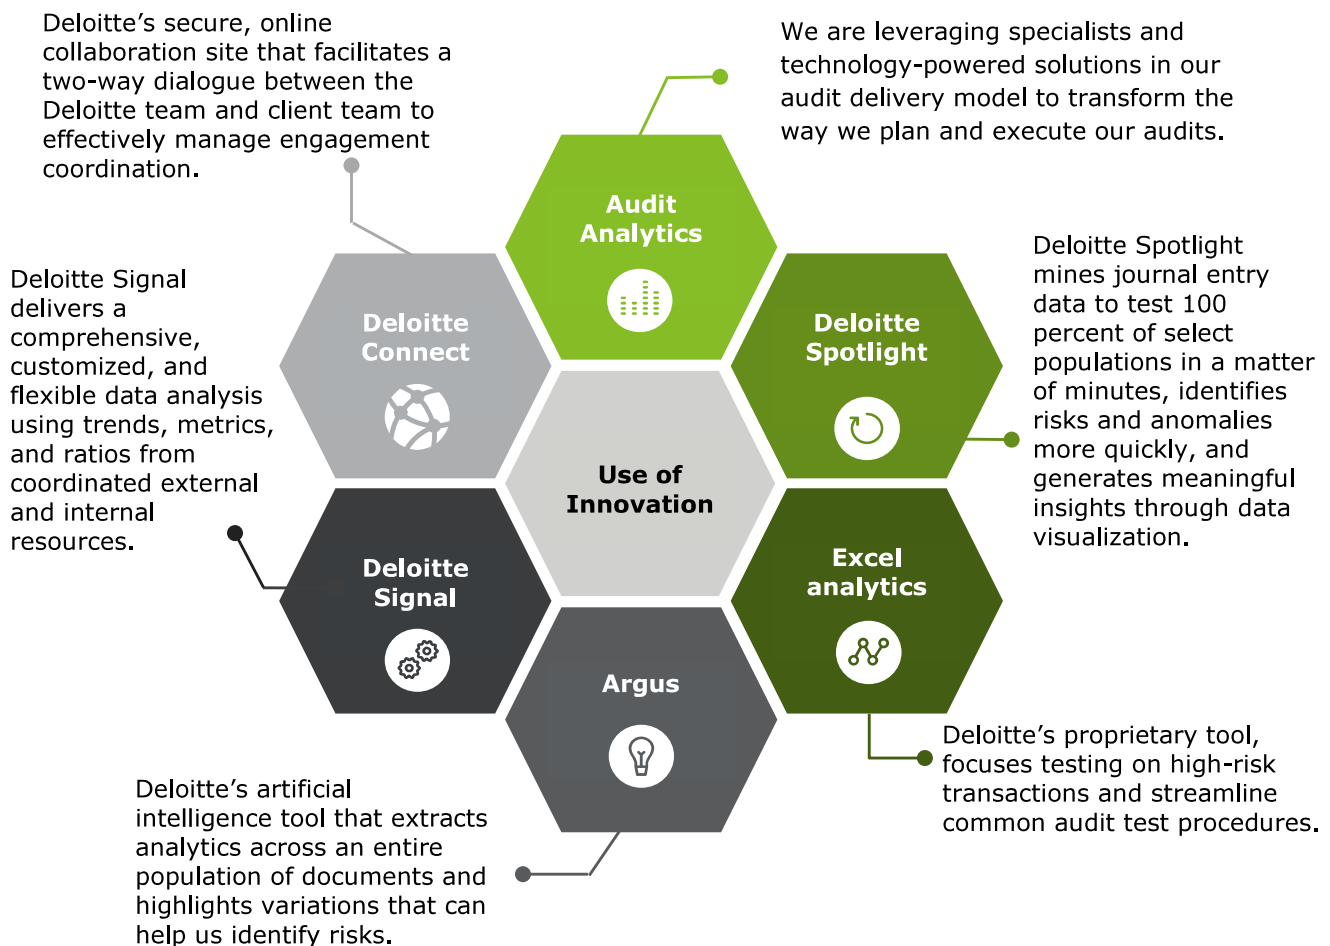 Deloitte’s secure, online
collaboration site that facilitates a
two-way dialogue between the
Deloitte team and client team to
effectively manage engagement
coordination.
We are leveraging specialists and
technology-powered solutions in our
audit delivery model to transform the
way we plan and execute our audits.
Audit
Analytics
Deloitte
Connect
Deloitte
Spotlight
Deloitte Spotlight
mines journal entry
data to test 100
percent of select
populations in a matter
of minutes, identifies
risks and anomalies
more quickly, and
generates meaningful
insights through data
visualization.
Deloitte Signal
delivers a
comprehensive,
customized, and
flexible data analysis
using trends, metrics,
and ratios from
coordinated external
and internal
resources.
Use of
Innovation
Deloitte
Signal
Excel
analytics
Argus
Deloitte’s proprietary tool,
focuses testing on high-risk
transactions and streamline
common audit test procedures.
Deloitte’s artificial
intelligence tool that extracts
analytics across an entire
population of documents and
highlights variations that can
help us identify risks.